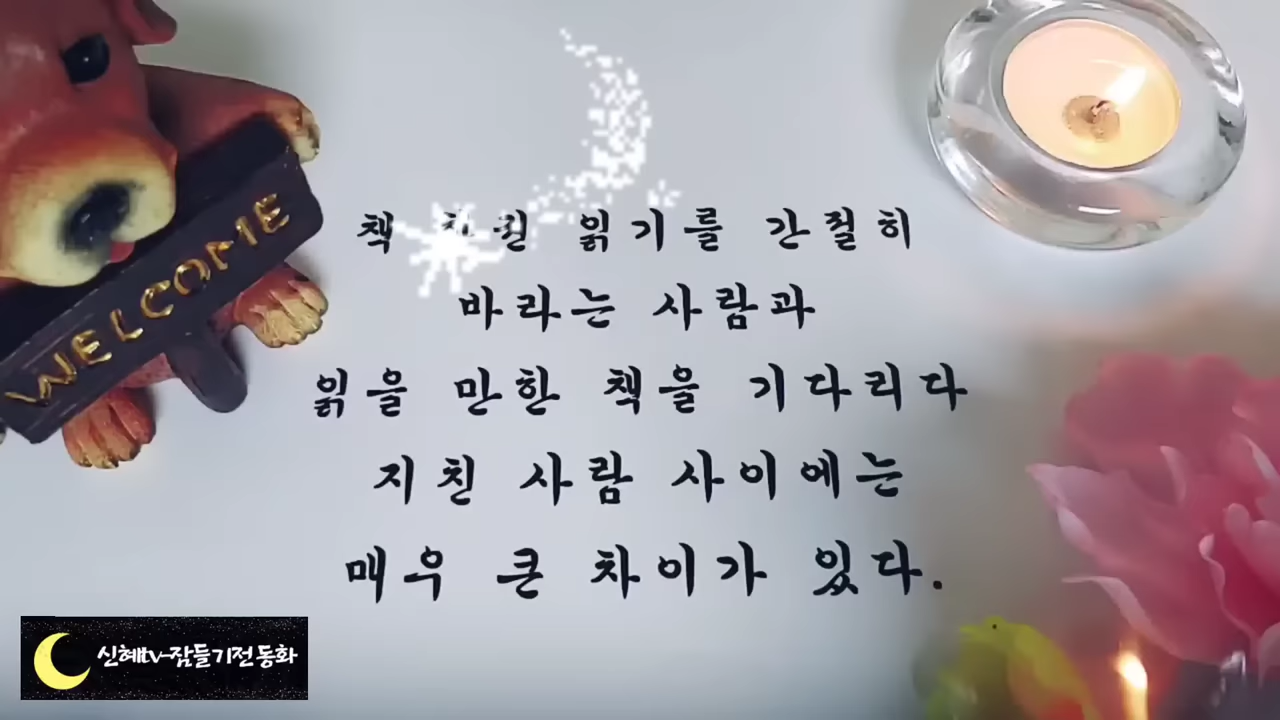 WELCOME
책 읽기를 간절히
바라는 사람과
읽을 만한 책을 기다리다
지친 사람 사이에는
매우 큰 차이가 있다.
신혜tv-잠들기전동화